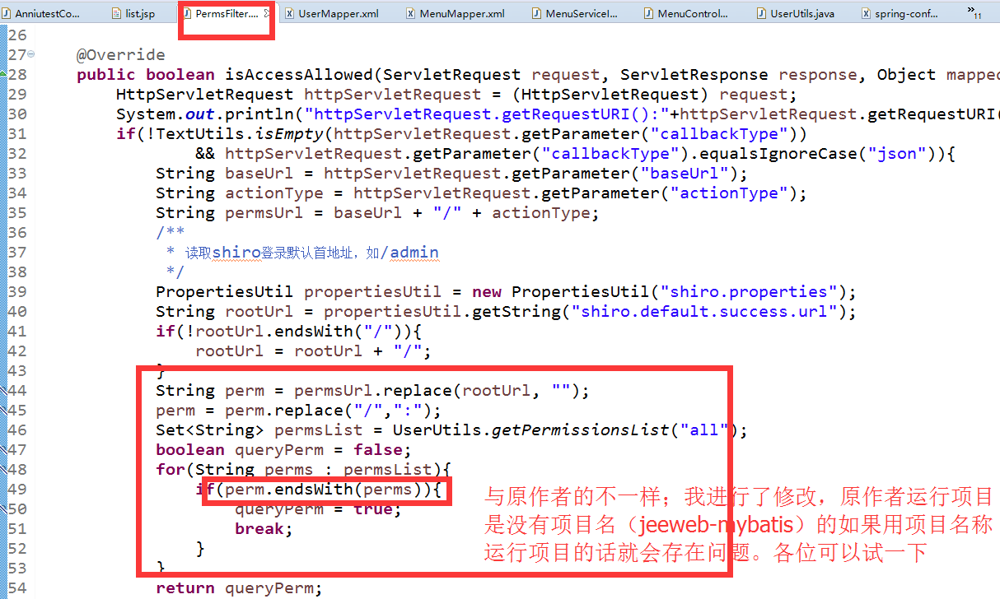 AnniutestCo...
list.jsp
PermsFilter....
UserMapper.xml
MenuMapper.xml
MenuServiceI...
MenuControl...
UserUtils.java
spring-conf...
»11
26
27 @Override
28 public boolean isAccessAllowed(ServletRequest request, ServletResponse response, Object mapped
29 HttpServletRequest httpServletRequest = (HttpServletRequest) request;
30 System.out.println("httpServletRequest.getRequestURI():"+httpServletRequest.getRequestURI(
31 if(!TextUtils.isEmpty(httpServletRequest.getParameter("callbackType"))
32 && httpServletRequest.getParameter("callbackType").equalsIgnoreCase("json")){
33 String baseUrl = httpServletRequest.getParameter("baseUrl");
34 String actionType = httpServletRequest.getParameter("actionType");
35 String permsUrl = baseUrl + "/" + actionType;
36 /**
37 * 读取shiro登录默认首地址，如/admin
38 */
39 PropertiesUtil propertiesUtil = new PropertiesUtil("shiro.properties");
40 String rootUrl = propertiesUtil.getString("shiro.default.success.url");
41 if(!rootUrl.endsWith("/")){
42 rootUrl = rootUrl + "/";
43 }
44 String perm = permsUrl.replace(rootUrl, "");
45 perm = perm.replace("/",":");
46 Set<String> permsList = UserUtils.getPermissionsList("all");
47 boolean queryPerm = false;
48 for(String perms : permsList){
49 if(perm.endsWith(perms)){
50 queryPerm = true;
51 break;
52 }
53 }
54 return queryPerm;
与原作者的不一样；我进行了修改，原作者运行项目
是没有项目名（jeeweb-mybatis）的如果用项目名称
运行项目的话就会存在问题。各位可以试一下